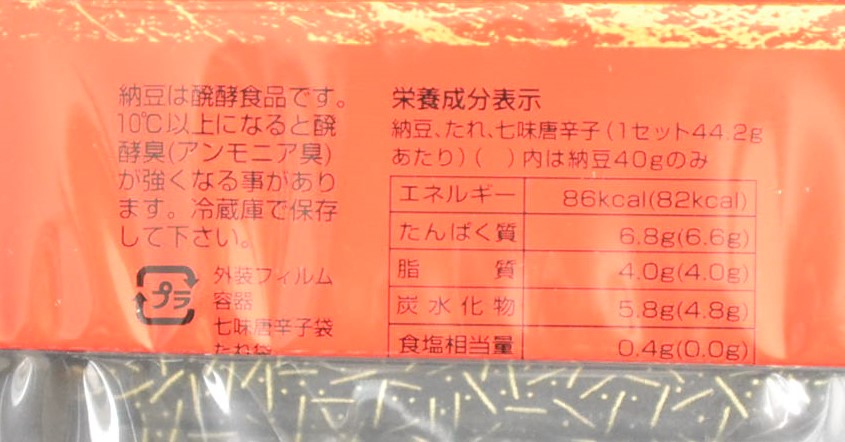 納豆は醗酵食品です。
10℃以上になると醗
酵臭(アンモニア臭)
が強くなる事があり
ます。冷蔵庫で保存
して下さい。
プラ
外装フィルム
容器
七味唐辛子袋
たれ袋
栄養成分表示
納豆、たれ、七味唐辛子(1セット44.2g
あたり)(　)内は納豆40gのみ
エネルギー 86kcal(82kcal)
たんぱく質 6.8g(6.6g)
脂質 4.0g(4.0g)
炭水化物 5.8g(4.8g)
食塩相当量 0.4g(0.0g)